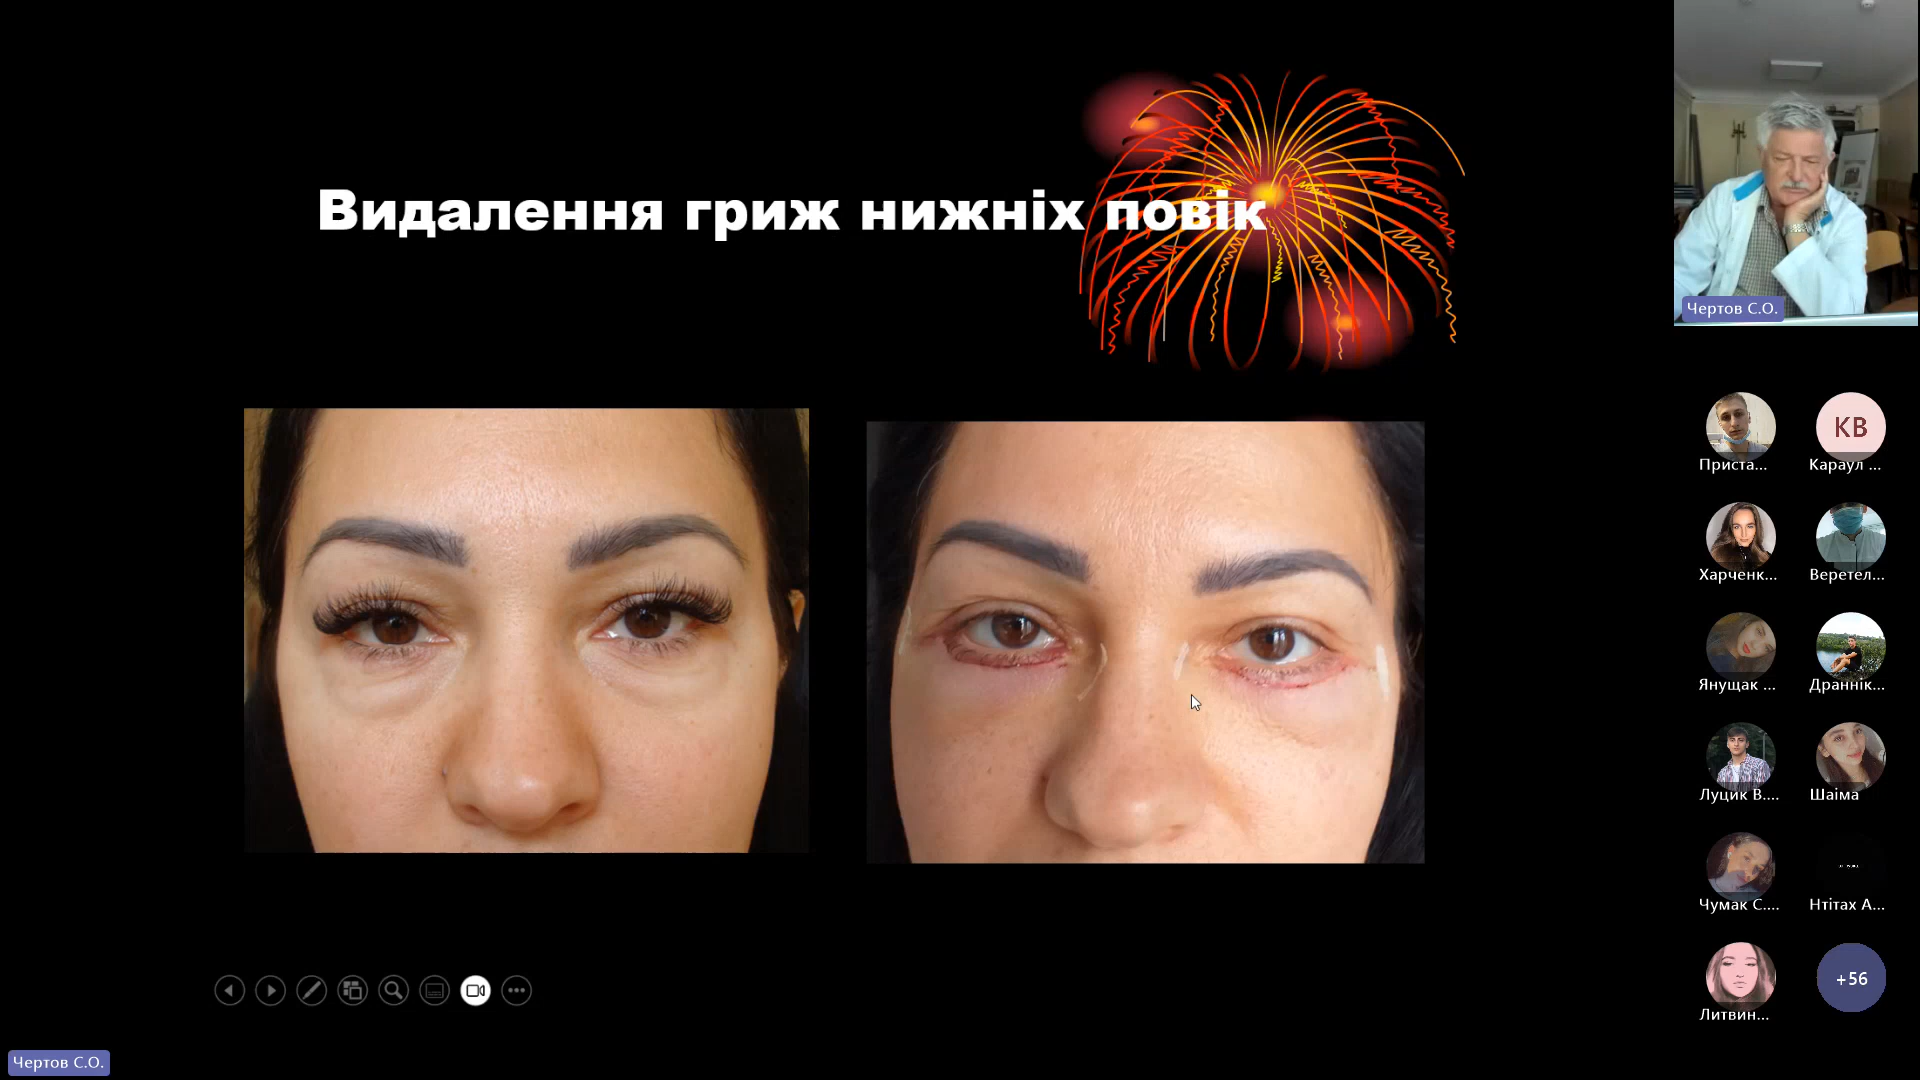 Видалення гриж нижніх повік
Чертов С.О.
Приста...
КВ
Караул ...
Харченк...
Веретел...
Янущак ...
Драннік...
Луцик В....
Шаіма
Чумак С....
Нтітах А...
Литвин...
+56
Чертов С.О.